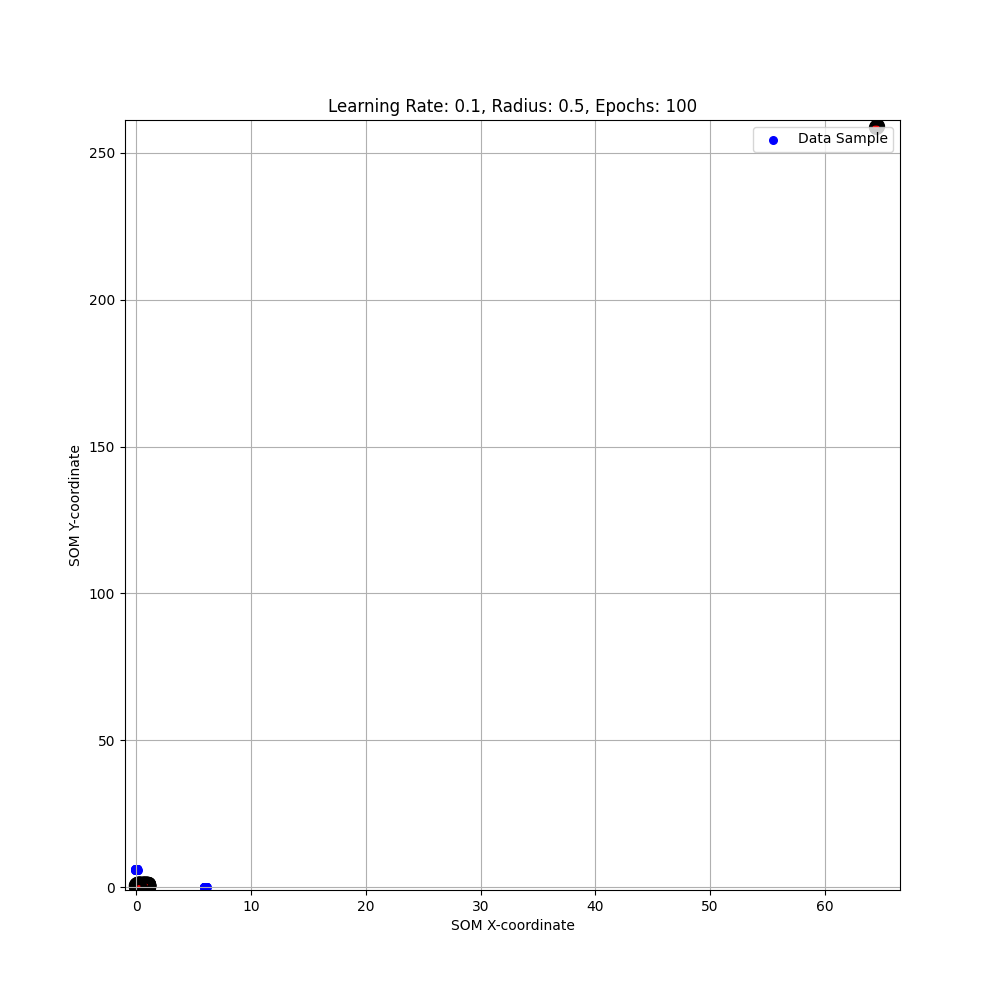 Learning Rate: 0.1, Radius: 0.5, Epochs: 100
Data Sample
250
200
150
100
50
0
SOM Y-coordinate
0 10 20 30 40 50 60
SOM X-coordinate